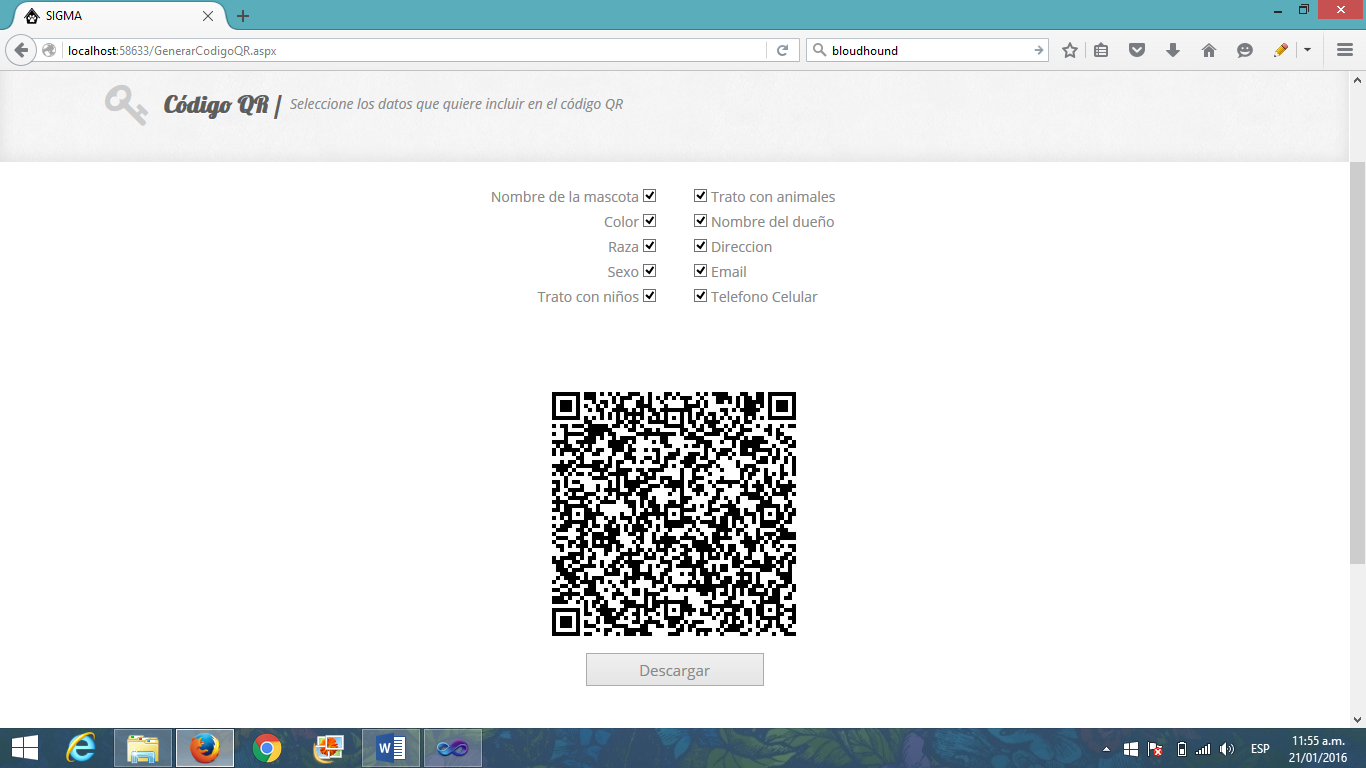 SIGMA
localhost:58633/GenerarCodigoQR.aspx
bloudhound
Código QR | Seleccione los datos que quiere incluir en el código QR
Nombre de la mascota Trato con animales
Color Nombre del dueño
Raza Direccion
Sexo Email
Trato con niños Telefono Celular
Descargar
ESP
11:55 a.m.
21/01/2016